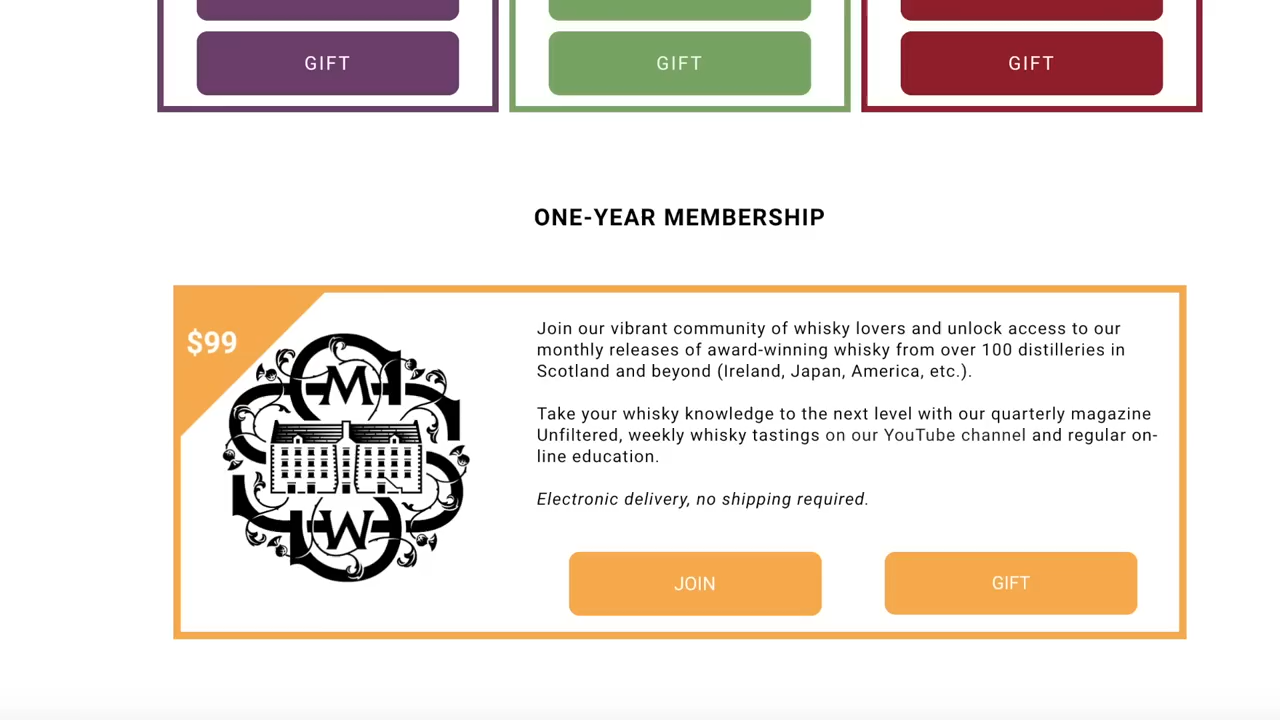 GIFT
GIFT
GIFT
ONE-YEAR MEMBERSHIP
$99
Join our vibrant community of whisky lovers and unlock access to our
monthly releases of award-winning whisky from over 100 distilleries in
Scotland and beyond (Ireland, Japan, America, etc.).
Take your whisky knowledge to the next level with our quarterly magazine
Unfiltered, weekly whisky tastings on our YouTube channel and regular on-
line education.
Electronic delivery, no shipping required.
M
W
JOIN
GIFT